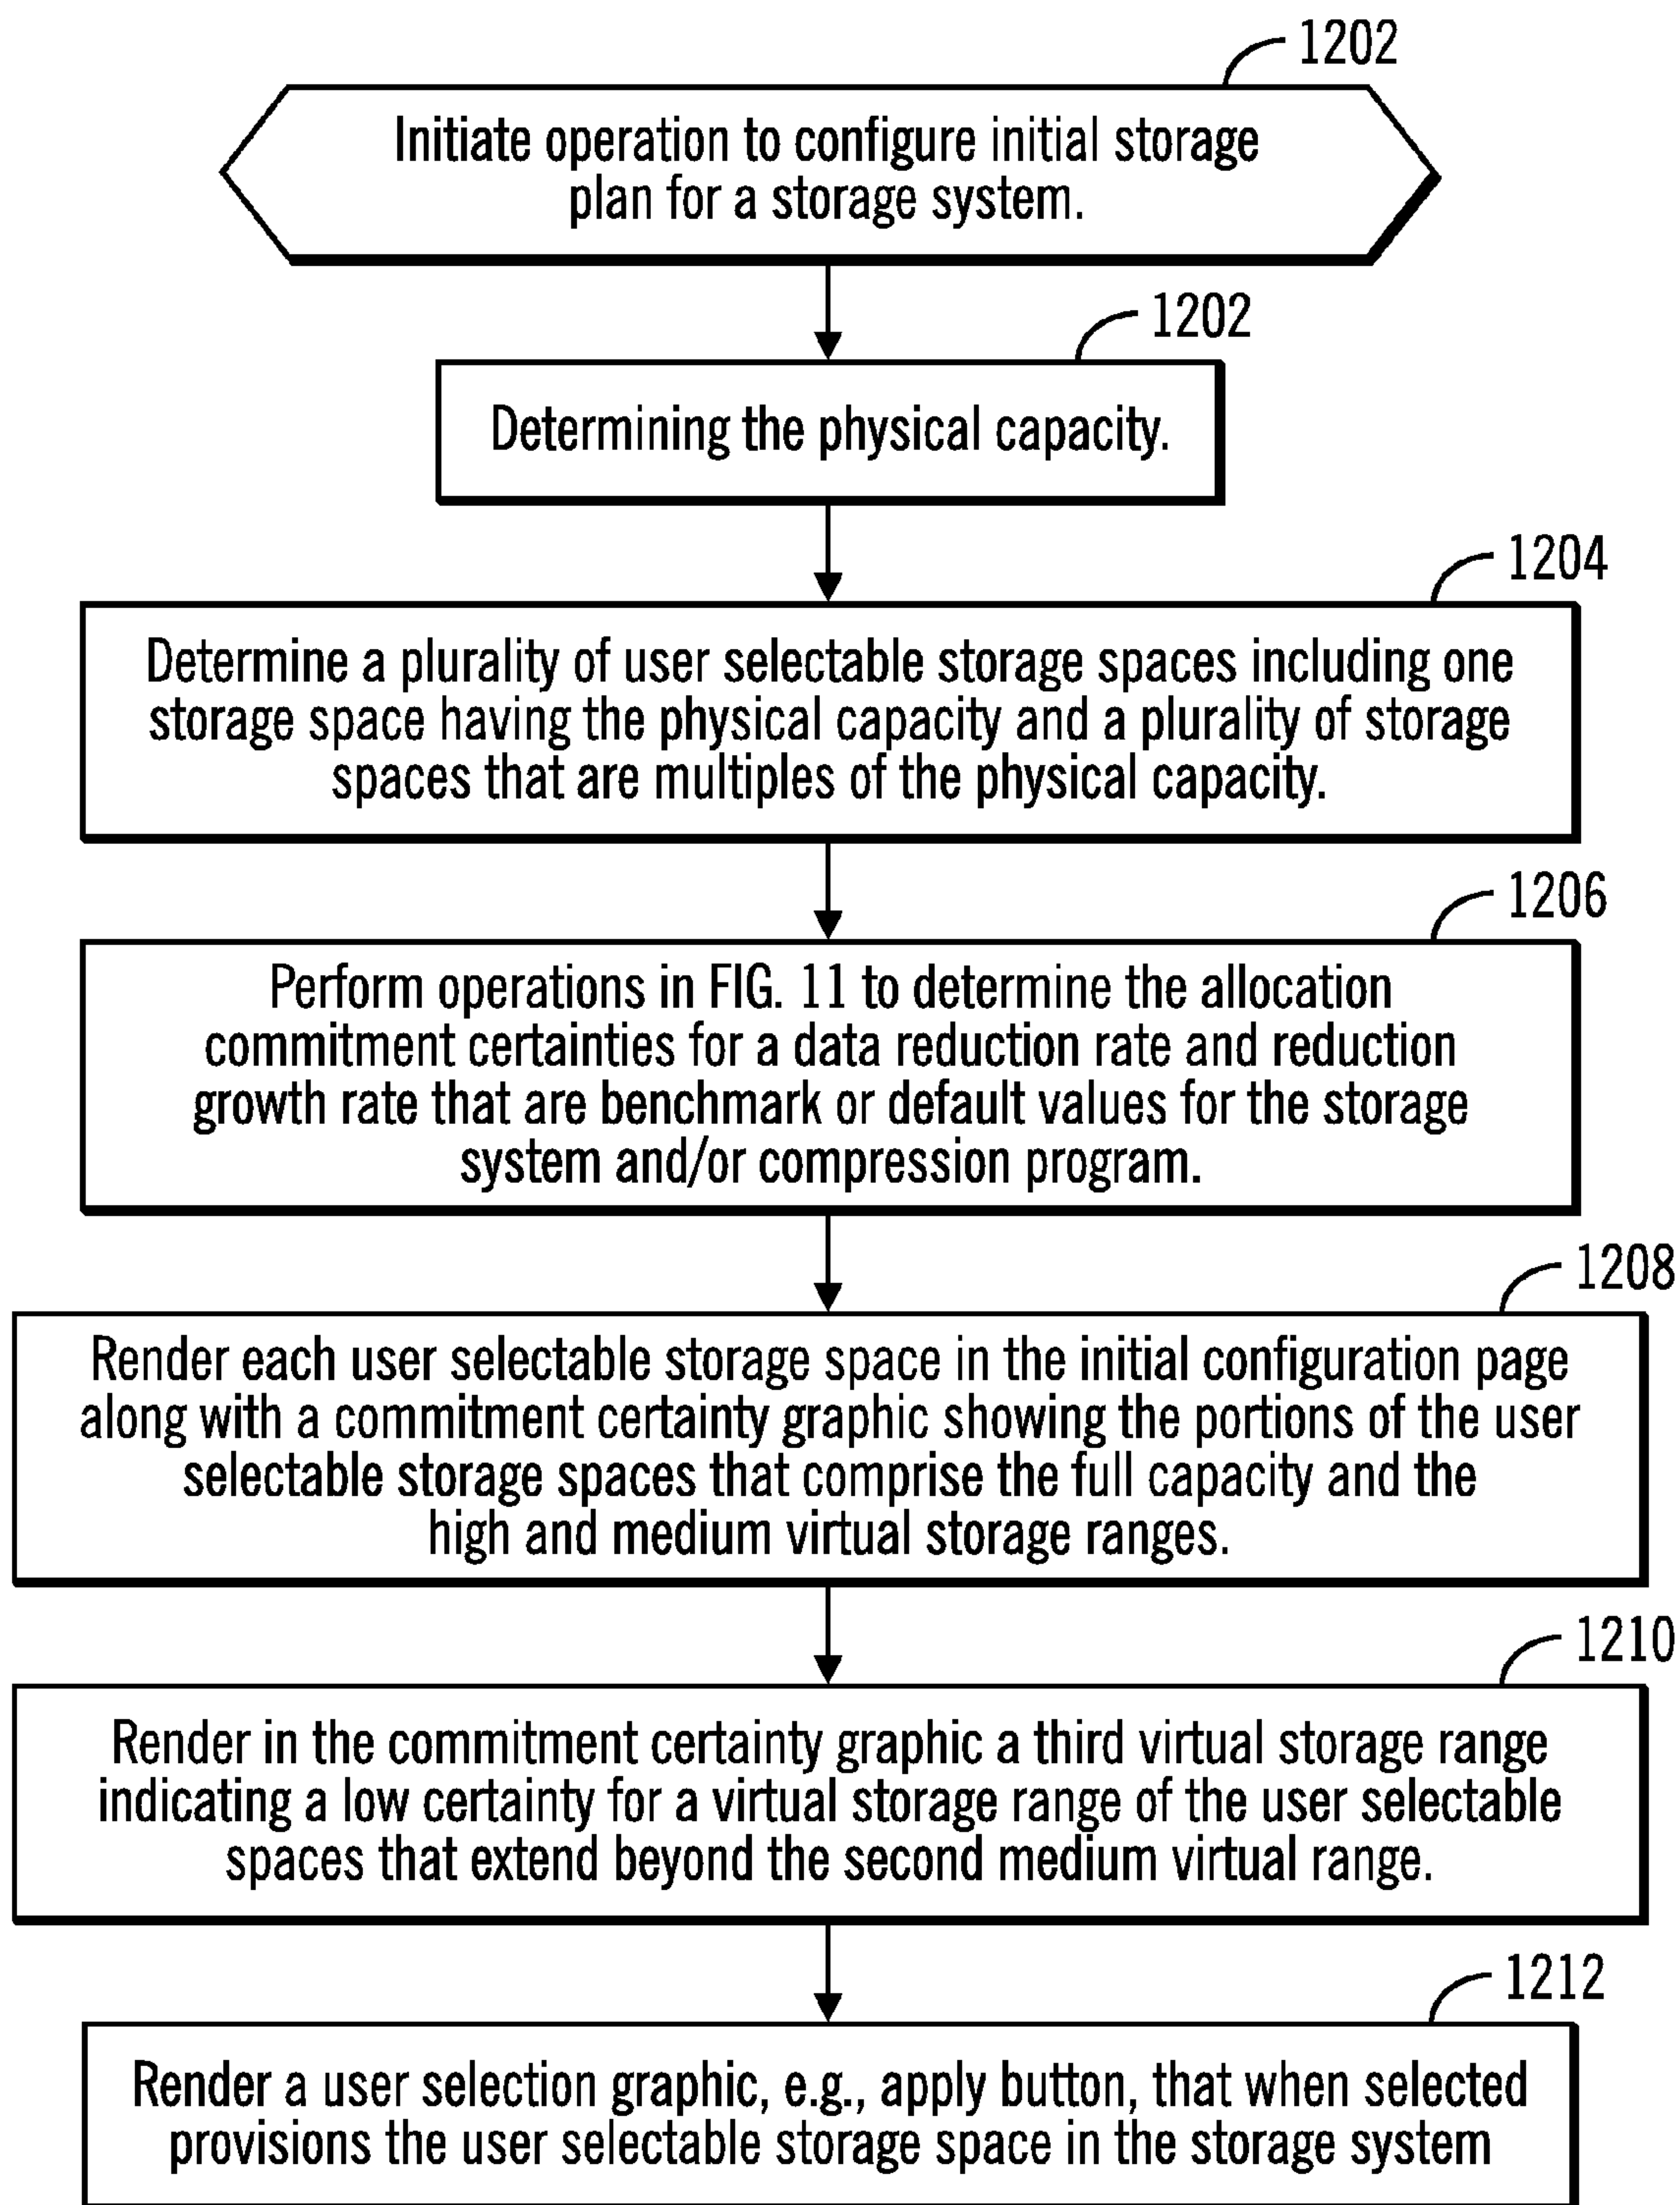 1202
Initiate operation to configure initial storage
plan for a storage system.
1202
Determining the physical capacity.
1204
Determine a plurality of user selectable storage spaces including one
storage space having the physical capacity and a plurality of storage
spaces that are multiples of the physical capacity.
1206
Perform operations in FIG. 11 to determine the allocation
commitment certainties for a data reduction rate and reduction
growth rate that are benchmark or default values for the storage
system and/or compression program.
1208
Render each user selectable storage space in the initial configuration page
along with a commitment certainty graphic showing the portions of the user
selectable storage spaces that comprise the full capacity and the
high and medium virtual storage ranges.
1210
Render in the commitment certainty graphic a third virtual storage range
indicating a low certainty for a virtual storage range of the user selectable
spaces that extend beyond the second medium virtual range.
1212
Render a user selection graphic, e.g., apply button, that when selected
provisions the user selectable storage space in the storage system